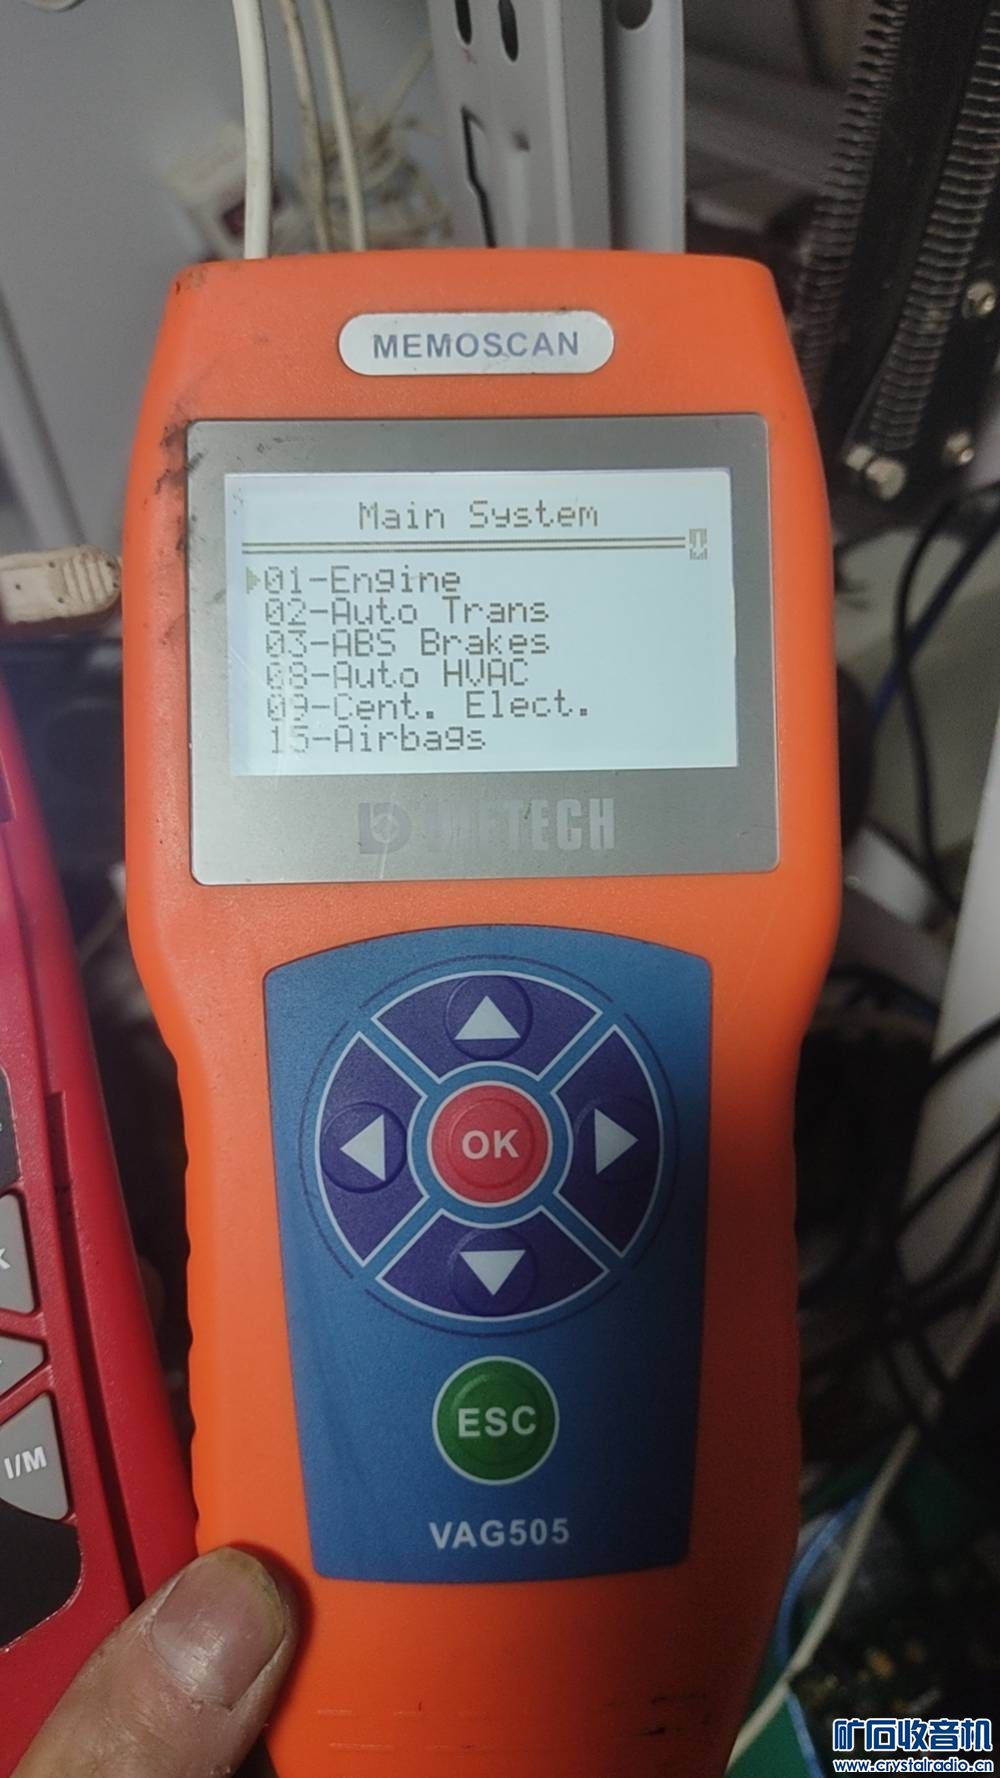 MEMOSCAN
Main System
01-Engine
02-Auto Trans
03-ABS Brakes
08-Auto HVAC
09-Cent. Elect.
15-Airbags
OK
ESC
I/M
VAG505
矿石收音机
www.crystalradio.cn